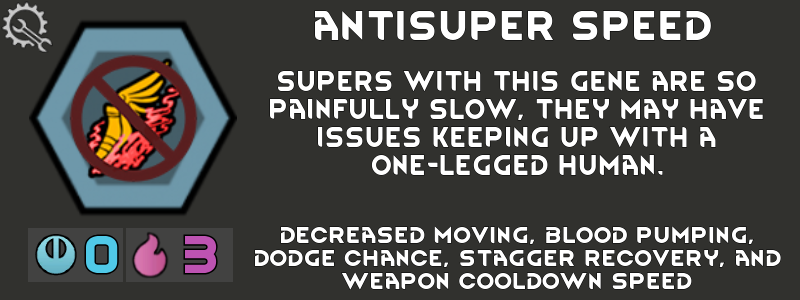 ANTISUPER SPEED
SUPERS WITH THIS GENE ARE SO
PAINFULLY SLOW, THEY MAY HAVE
ISSUES KEEPING UP WITH A
ONE-LEGGED HUMAN.
0 3
DECREASED MOVING, BLOOD PUMPING,
DODGE CHANCE, STAGGER RECOVERY, AND
WEAPON COOLDOWN SPEED